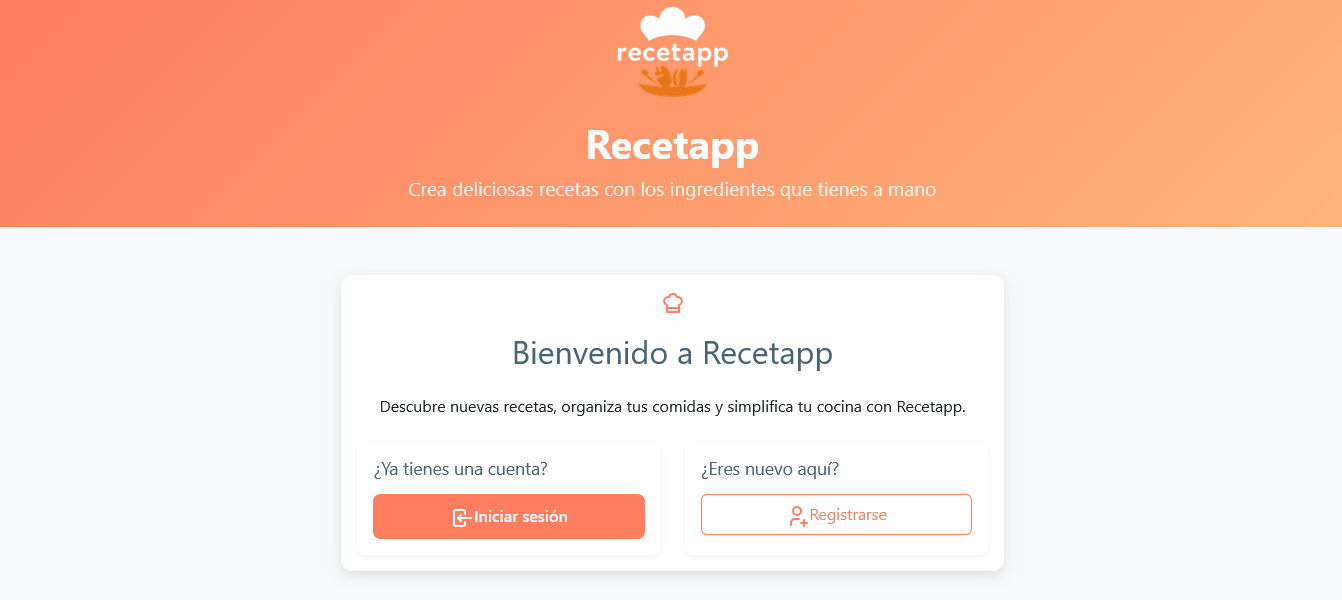 recetapp
Recetapp
Crea deliciosas recetas con los ingredientes que tienes a mano
Bienvenido a Recetapp
Descubre nuevas recetas, organiza tus comidas y simplifica tu cocina con Recetapp.
¿Ya tienes una cuenta?
Iniciar sesión
¿Eres nuevo aquí?
Registrarse